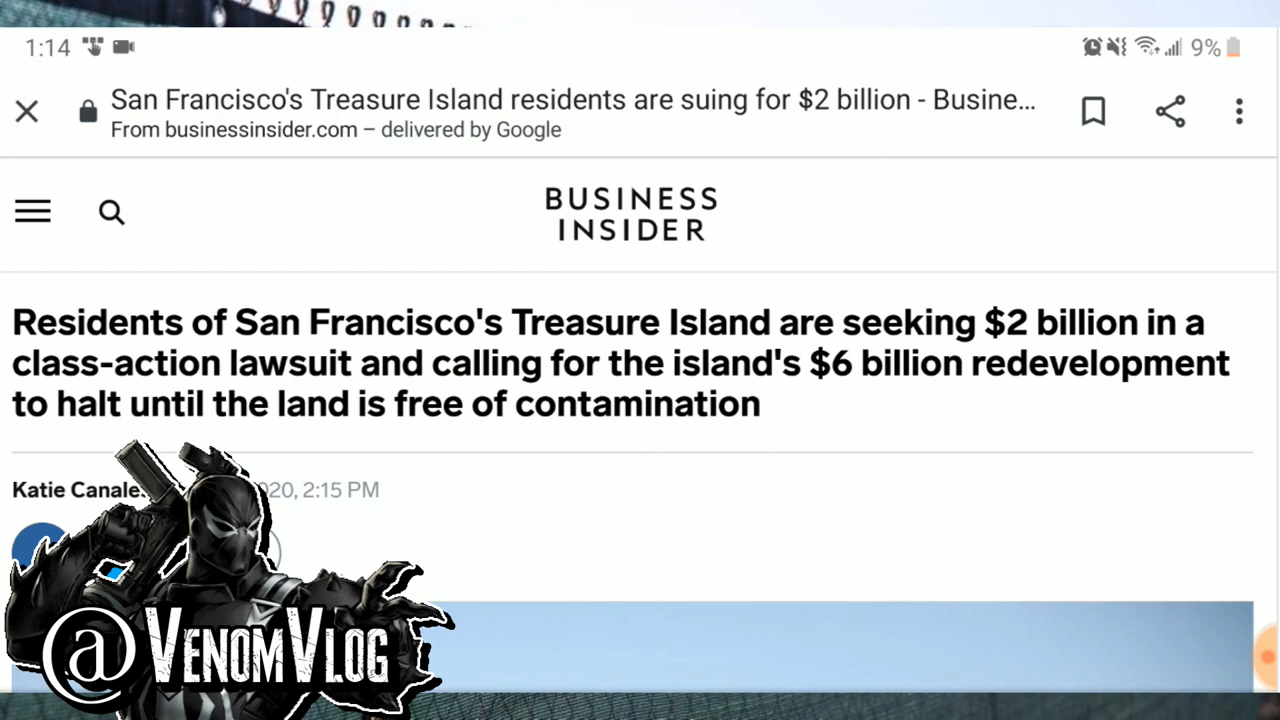 1:14
9%
San Francisco's Treasure Island residents are suing for $2 billion - Busine...
From businessinsider.com – delivered by Google
BUSINESS
INSIDER
Residents of San Francisco's Treasure Island are seeking $2 billion in a
class-action lawsuit and calling for the island's $6 billion redevelopment
to halt until the land is free of contamination
Katie Canale 020, 2:15 PM
@VENOMVLOG